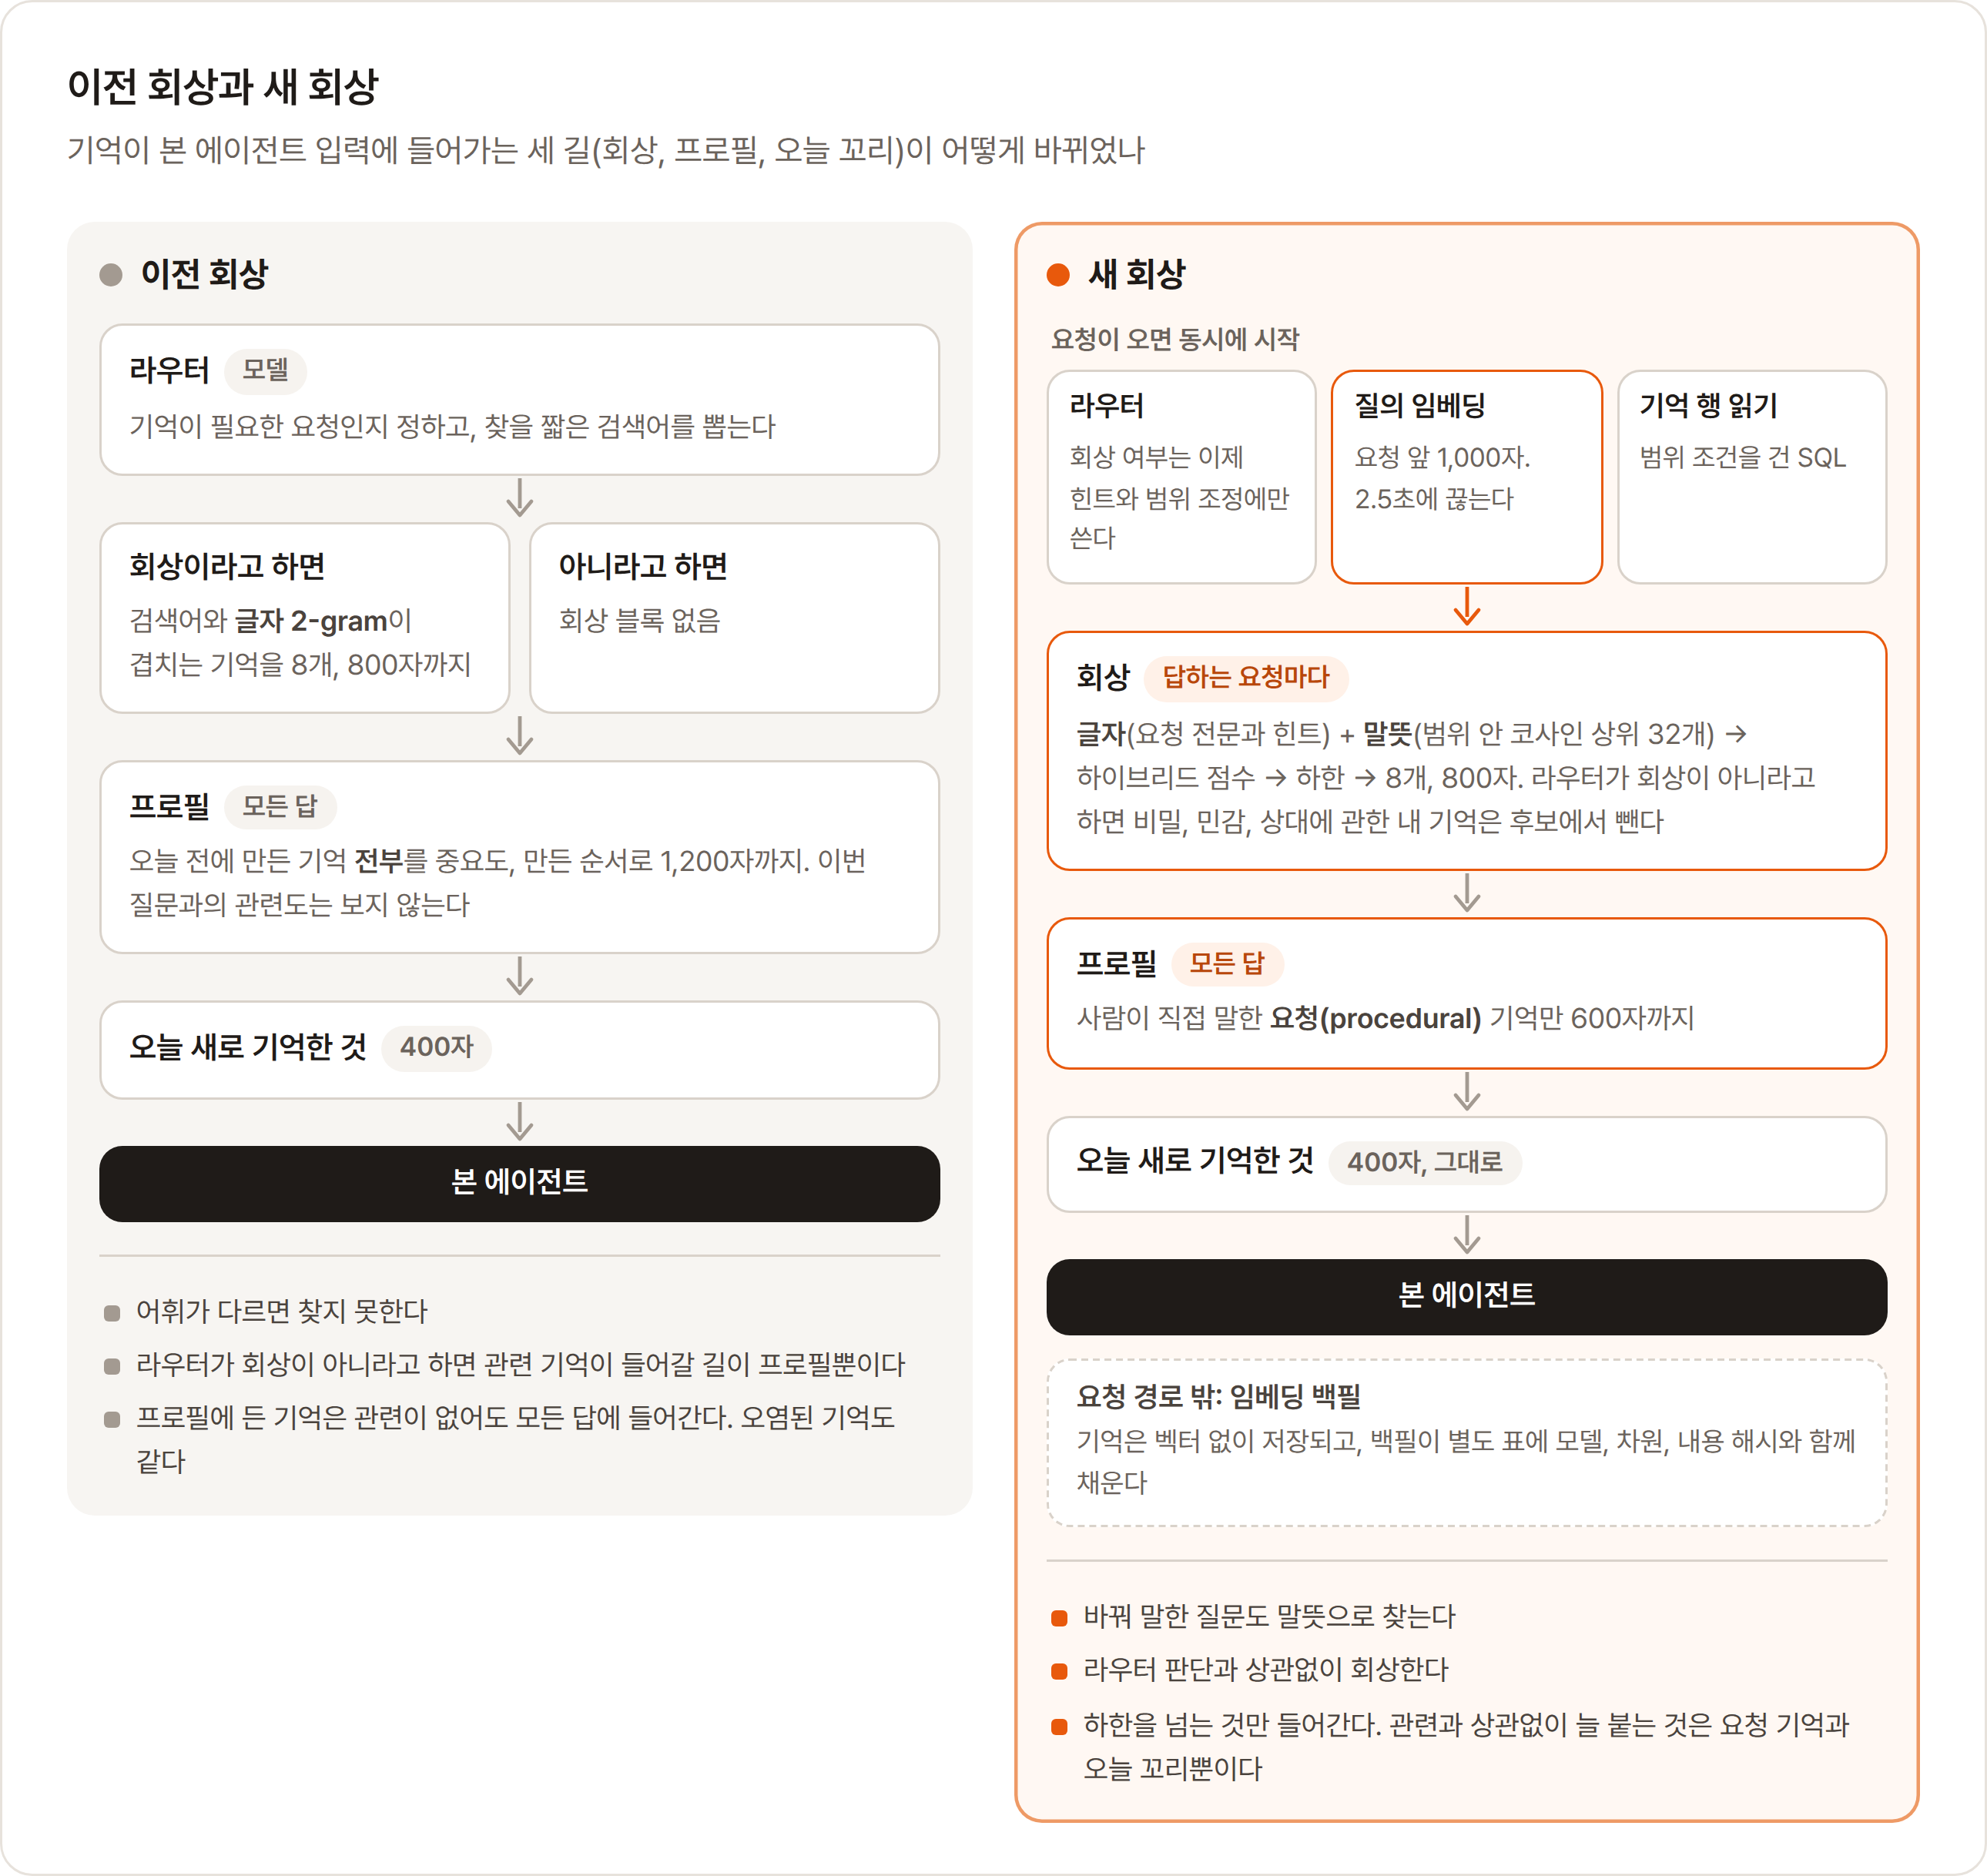 이전 회상과 새 회상
기억이 본 에이전트 입력에 들어가는 세 길(회상, 프로필, 오늘 꼬리)이 어떻게 바뀌었나
이전 회상
라우터 모델
기억이 필요한 요청인지 정하고, 찾을 짧은 검색어를 뽑는다
회상이라고 하면
검색어와 글자 2-gram이
겹치는 기억을 8개, 800자까지
아니라고 하면
회상 블록 없음
프로필 모든 답
오늘 전에 만든 기억 전부를 중요도, 만든 순서로 1,200자까지. 이번
질문과의 관련도는 보지 않는다
오늘 새로 기억한 것 400자
본 에이전트
어휘가 다르면 찾지 못한다
라우터가 회상이 아니라고 하면 관련 기억이 들어갈 길이 프로필뿐이다
프로필에 든 기억은 관련이 없어도 모든 답에 들어간다. 오염된 기억도
같다
새 회상
요청이 오면 동시에 시작
라우터
회상 여부는 이제
힌트와 범위 조정에만
쓴다
질의 임베딩
요청 앞 1,000자.
2.5초에 끊는다
기억 행 읽기
범위 조건을 건 SQL
회상 답하는 요청마다
글자(요청 전문과 힌트) + 말뜻(범위 안 코사인 상위 32개) →
하이브리드 점수 → 하한 → 8개, 800자. 라우터가 회상이 아니라고
하면 비밀, 민감, 상대에 관한 내 기억은 후보에서 뺀다
프로필 모든 답
사람이 직접 말한 요청(procedural) 기억만 600자까지
오늘 새로 기억한 것 400자, 그대로
본 에이전트
요청 경로 밖: 임베딩 백필
기억은 벡터 없이 저장되고, 백필이 별도 표에 모델, 차원, 내용 해시와 함께
채운다
바꿔 말한 질문도 말뜻으로 찾는다
라우터 판단과 상관없이 회상한다
하한을 넘는 것만 들어간다. 관련과 상관없이 늘 붙는 것은 요청 기억과
오늘 꼬리뿐이다